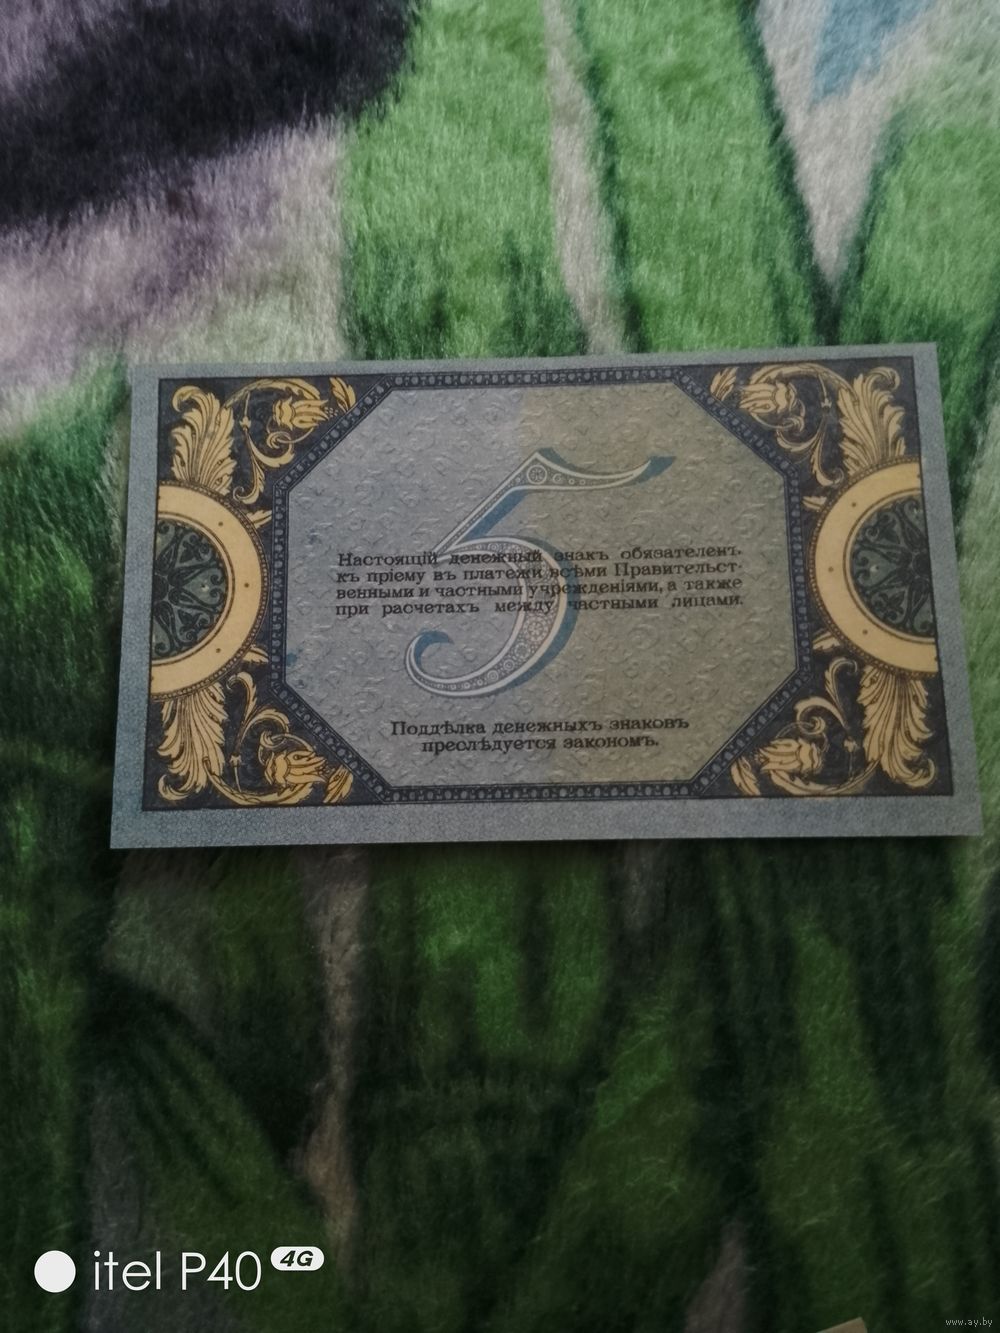 5
Настоящій денежный знакъ обязателенъ
къ пріему въ платежи всѣми Правительст-
венными и частными учрежденіями, а также
при расчетахъ между частными лицами.
Поддѣлка денежныхъ знаковъ
преслѣдуется закономъ.
itel P40 4G
www.ay.by